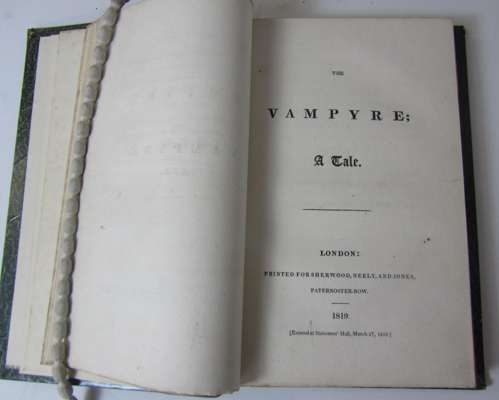 THE
VAMPYRE;
A Tale.
LONDON:
PRINTED FOR SHERWOOD, NEELY, AND JONES,
PATERNOSTER-ROW.
1819
[Entered at Stationers' Hall, March 27, 1819.]